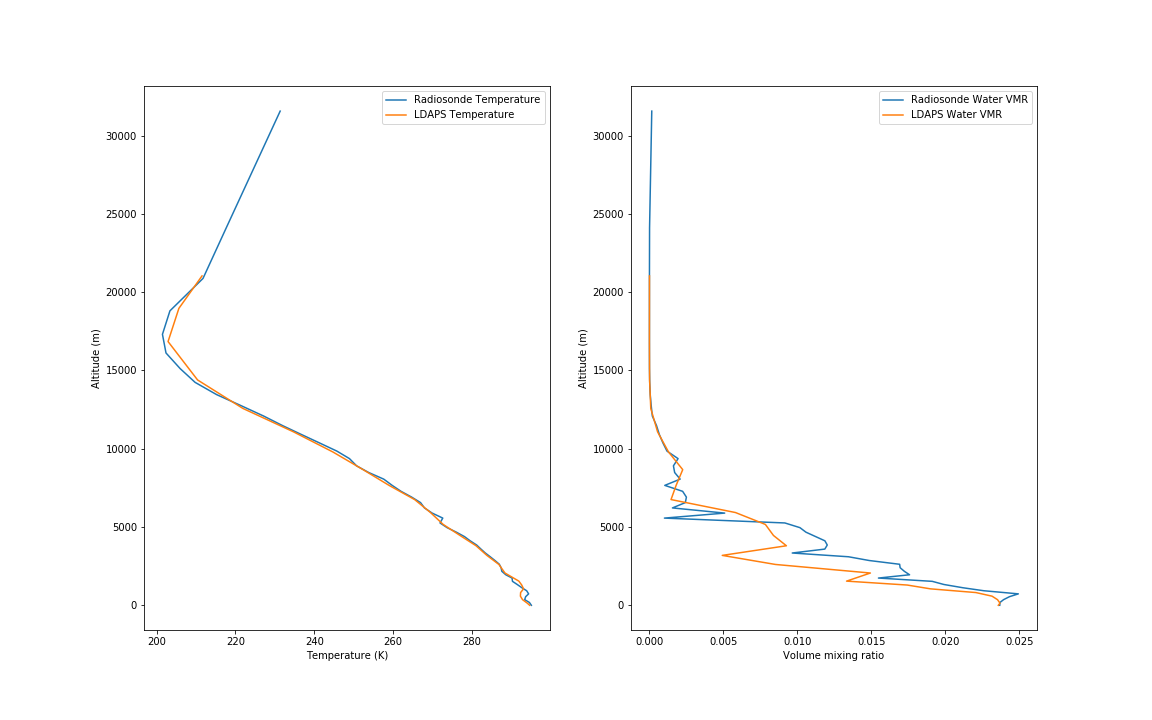 Radiosonde Temperature
LDAPS Temperature
30000
25000
20000
15000
10000
5000
0
Altitude (m)
200 220 240 260 280
Temperature (K)
Radiosonde Water VMR
LDAPS Water VMR
30000
25000
20000
15000
10000
5000
0
Altitude (m)
0.000 0.005 0.010 0.015 0.020 0.025
Volume mixing ratio